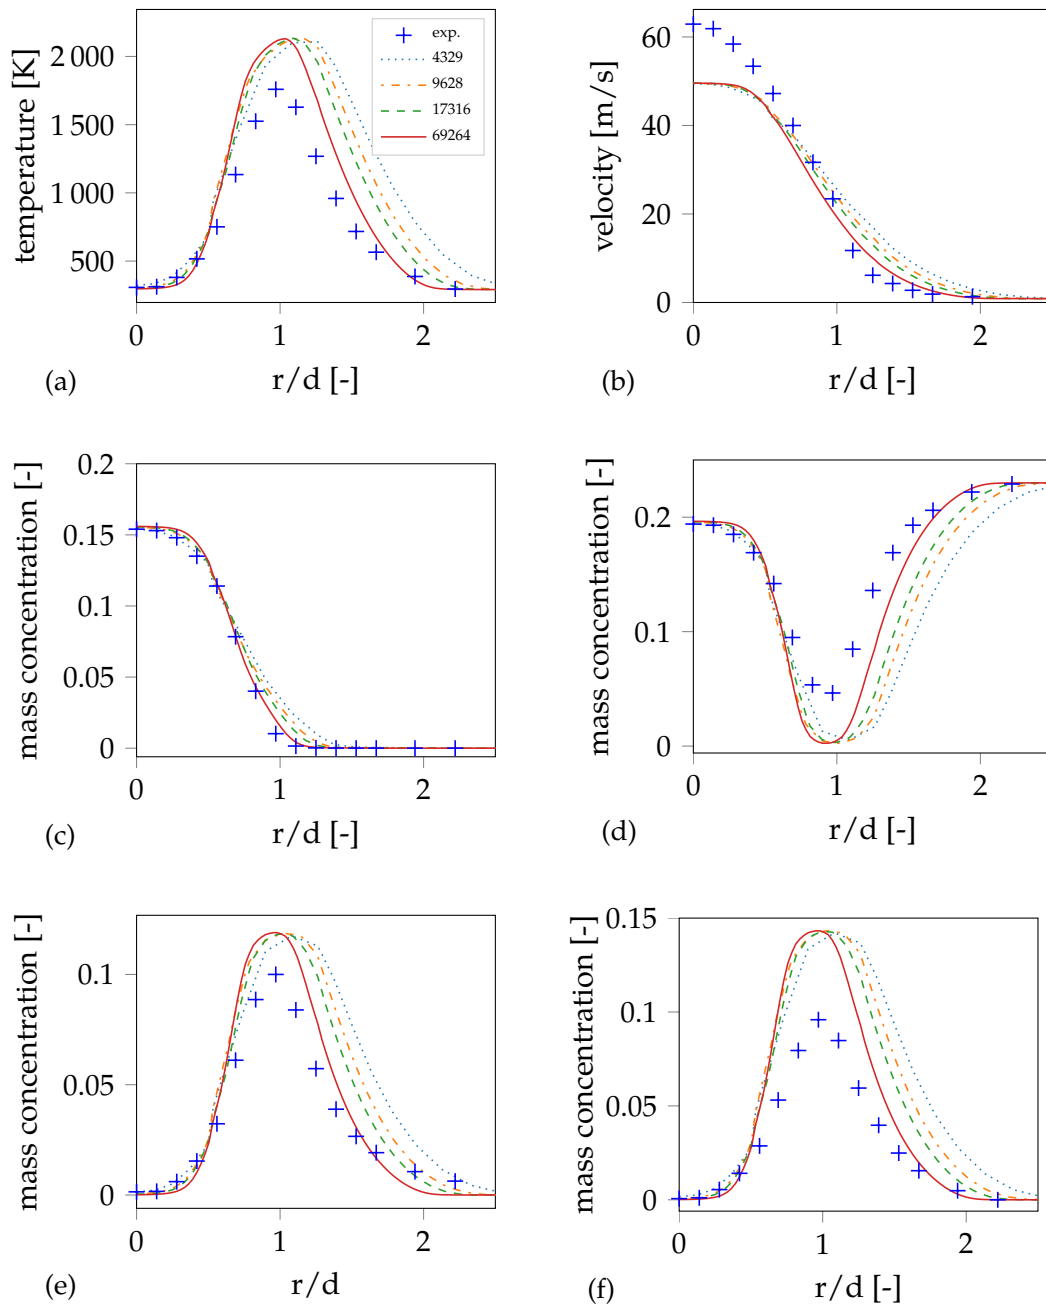 temperature [K]
2 000
1 500
1 000
500
0
1
2
r/d [-]
(a)
exp.
4329
9628
17316
69264
velocity [m/s]
60
40
20
0
0
1
2
r/d [-]
(b)
mass concentration [-]
0.2
0.15
0.1
0.05
0
0
1
2
r/d [-]
(c)
mass concentration [-]
0.2
0.1
0
0
1
2
r/d [-]
(d)
mass concentration [-]
0.1
0.05
0
0
1
2
r/d
(e)
mass concentration [-]
0.15
0.1
0.05
0
0
1
2
r/d [-]
(f)